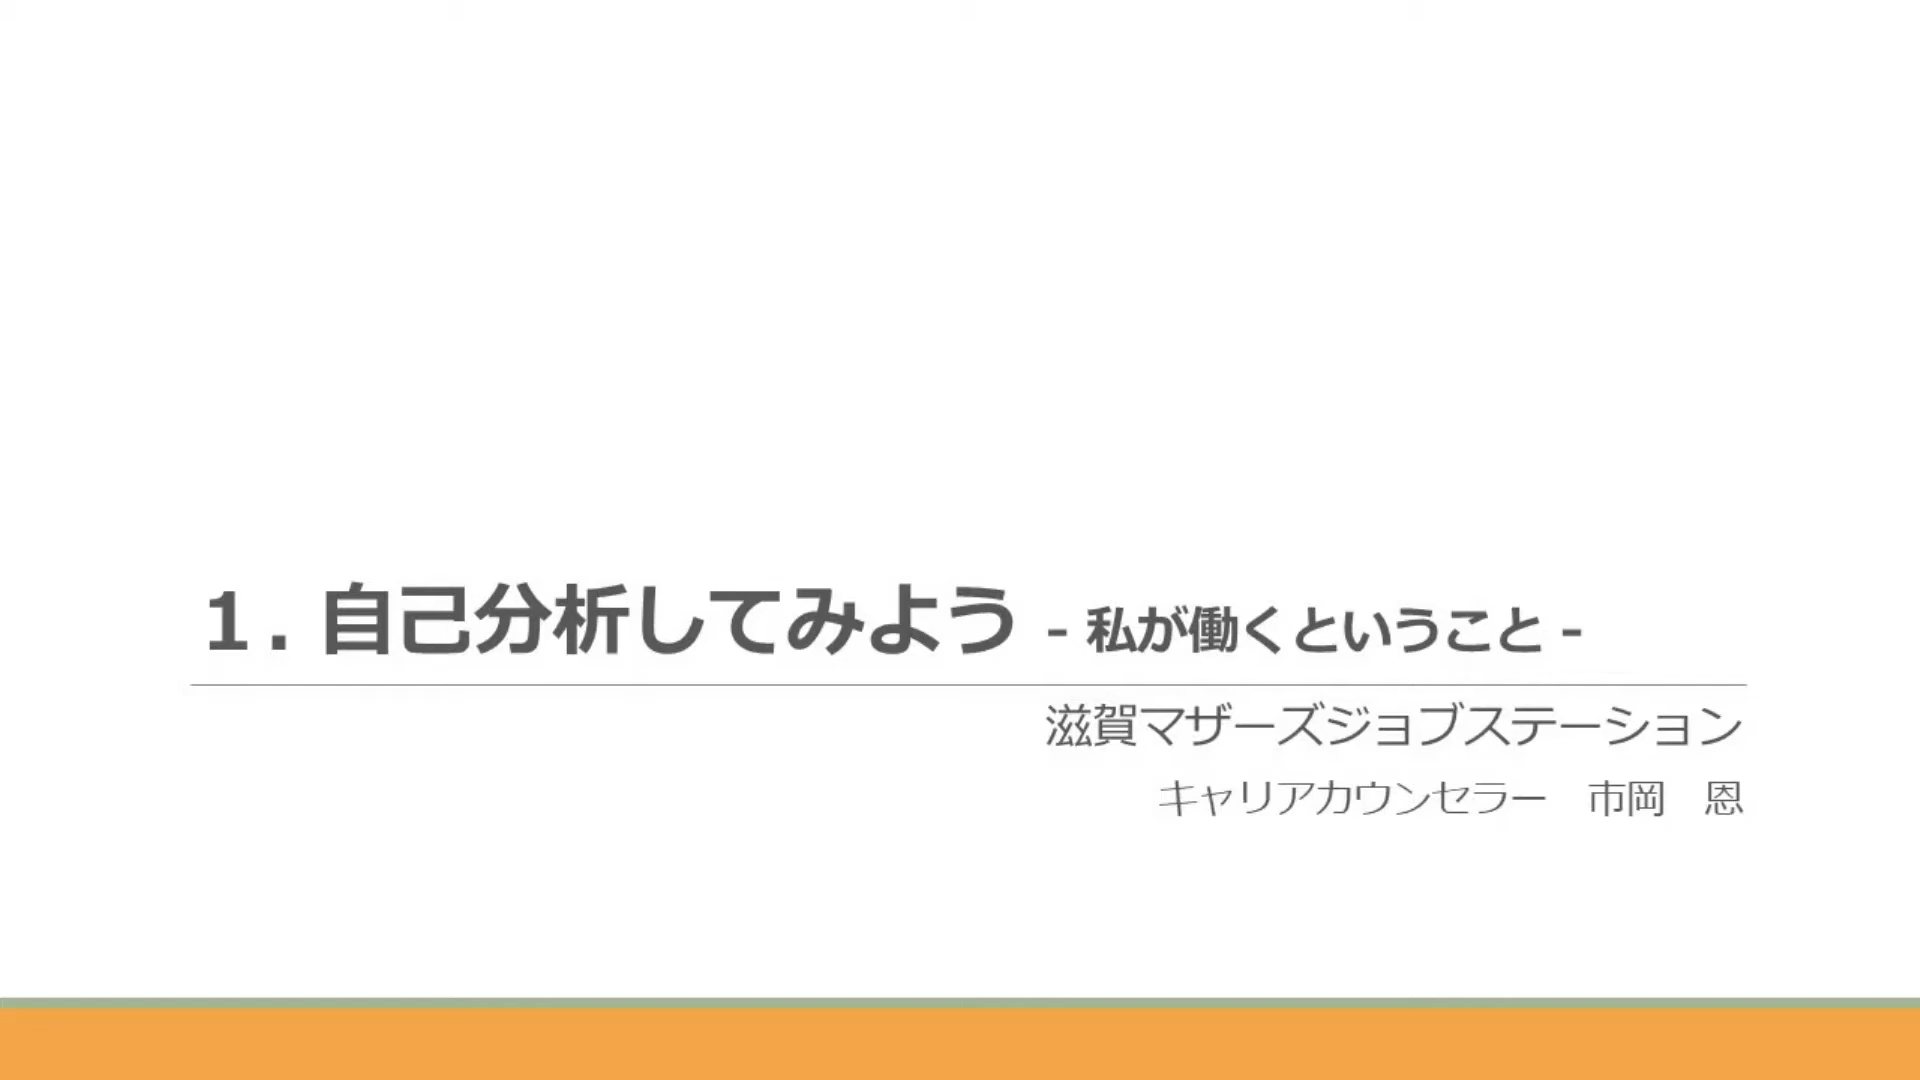 1．自己分析してみよう - 私が働くということ -
滋賀マザーズジョブステーション
キャリアカウンセラー　市岡　恩